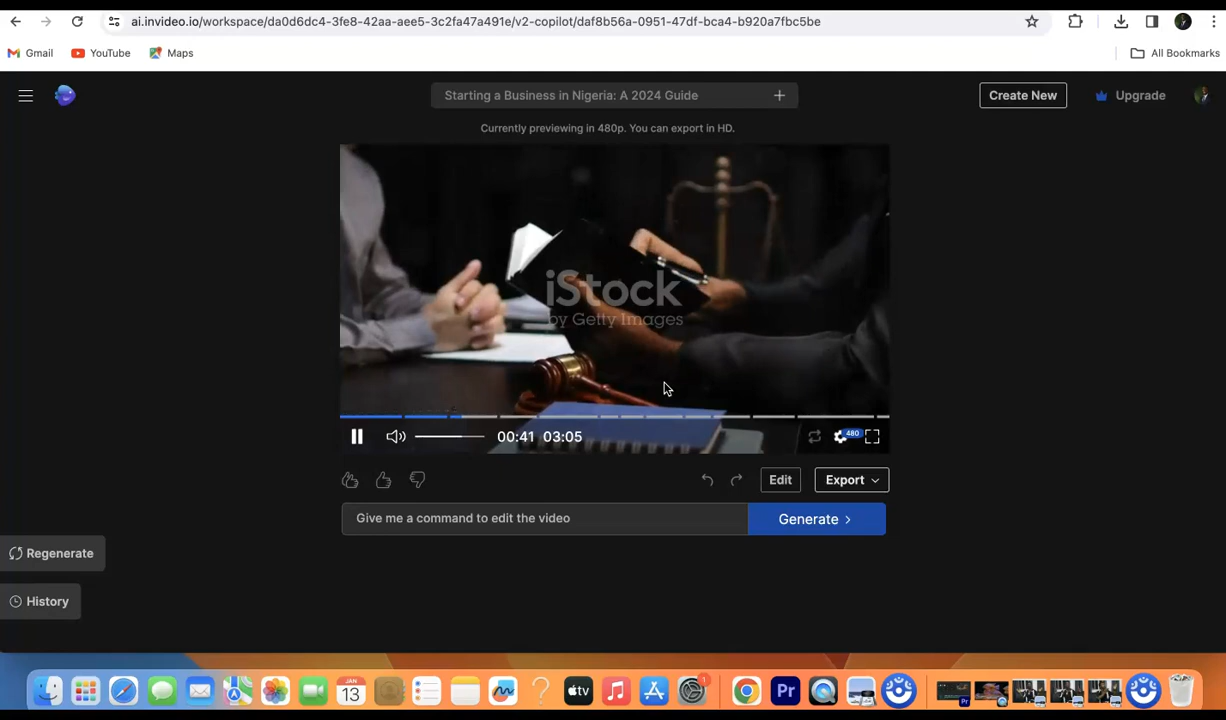 ai.invideo.io/workspace/da0d6dc4-3fe8-42aa-aee5-3c2fa47a491e/v2-copilot/daf8b56a-0951-47df-bca4-b920a7fbc5be
Gmail YouTube Maps All Bookmarks
Starting a Business in Nigeria: A 2024 Guide + Create New Upgrade
Currently previewing in 480p. You can export in HD.
iStock
by Getty Images
00:41 03:05 480
Edit Export
Give me a command to edit the video Generate >
Regenerate
History
JAN 13 tv 1 Pr